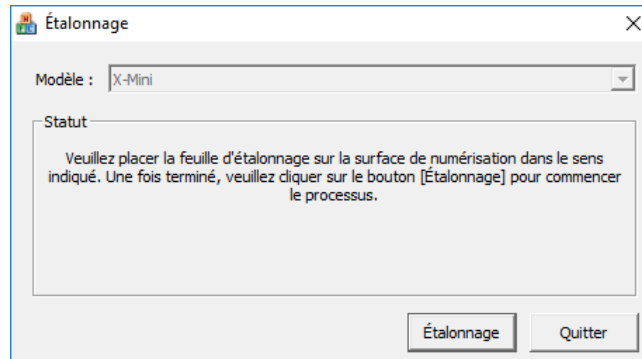 Étalonnage
Modèle : X-Mini
Statut
Veuillez placer la feuille d'étalonnage sur la surface de numérisation dans le sens
indiqué. Une fois terminé, veuillez cliquer sur le bouton [Étalonnage] pour commencer
le processus.
Étalonnage Quitter